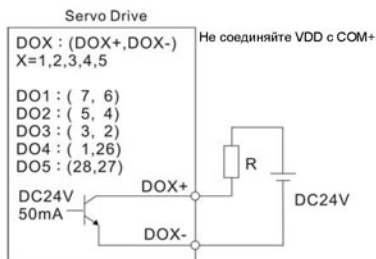 Servo Drive
DOX : (DOX+,DOX-)
X=1,2,3,4,5
Не соединяйте VDD с COM+
DO1 : ( 7, 6)
DO2 : ( 5, 4)
DO3 : ( 3, 2)
DO4 : ( 1,26)
DO5 : (28,27)
DOX+
R
DC24V
50mA
DC24V
DOX-